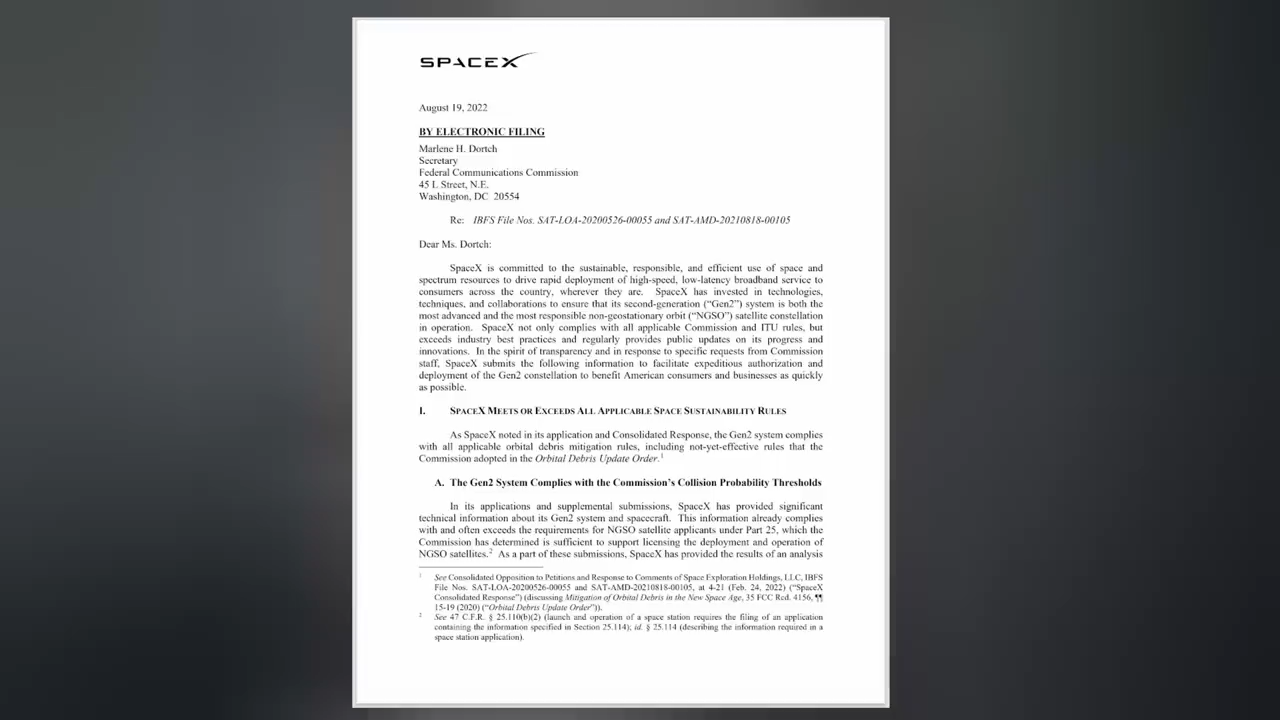 SPACEX
August 19, 2022
BY ELECTRONIC FILING
Marlene H. Dortch
Secretary
Federal Communications Commission
45 L Street, N.E.
Washington, DC 20554
Re: IBFS File Nos. SAT-LOA-20200526-00055 and SAT-AMD-20210818-00105
Dear Ms. Dortch:
SpaceX is committed to the sustainable, responsible, and efficient use of space and
spectrum resources to drive rapid deployment of high-speed, low-latency broadband service to
consumers across the country, wherever they are. SpaceX has invested in technologies,
techniques, and collaborations to ensure that its second-generation (“Gen2”) system is both the
most advanced and the most responsible non-geostationary orbit (“NGSO”) satellite constellation
in operation. SpaceX not only complies with all applicable Commission and ITU rules, but
exceeds industry best practices and regularly provides public updates on its progress and
innovations. In the spirit of transparency and in response to specific requests from Commission
staff, SpaceX submits the following information to facilitate expeditious authorization and
deployment of the Gen2 constellation to benefit American consumers and businesses as quickly
as possible.
I. SPACEX MEETS OR EXCEEDS ALL APPLICABLE SPACE SUSTAINABILITY RULES
As SpaceX noted in its application and Consolidated Response, the Gen2 system complies
with all applicable orbital debris mitigation rules, including not-yet-effective rules that the
Commission adopted in the Orbital Debris Update Order.1
A. The Gen2 System Complies with the Commission’s Collision Probability Thresholds
In its applications and supplemental submissions, SpaceX has provided significant
technical information about its Gen2 system and spacecraft. This information already complies
with and often exceeds the requirements for NGSO satellite applicants under Part 25, which the
Commission has determined is sufficient to support licensing the deployment and operation of
NGSO satellites.2 As a part of these submissions, SpaceX has provided the results of an analysis
1 See Consolidated Opposition to Petitions and Response to Comments of Space Exploration Holdings, LLC, IBFS
File Nos. SAT-LOA-20200526-00055 and SAT-AMD-20210818-00105, at 4-21 (Feb. 24, 2022) (“SpaceX
Consolidated Response”) (discussing Mitigation of Orbital Debris in the New Space Age, 35 FCC Rcd. 4156, ¶¶
15-19 (2020) (“Orbital Debris Update Order”)).
2 See 47 C.F.R. § 25.110(b)(2) (launch and operation of a space station requires the filing of an application
containing the information specified in Section 25.114); id. § 25.114 (describing the information required in a
space station application).